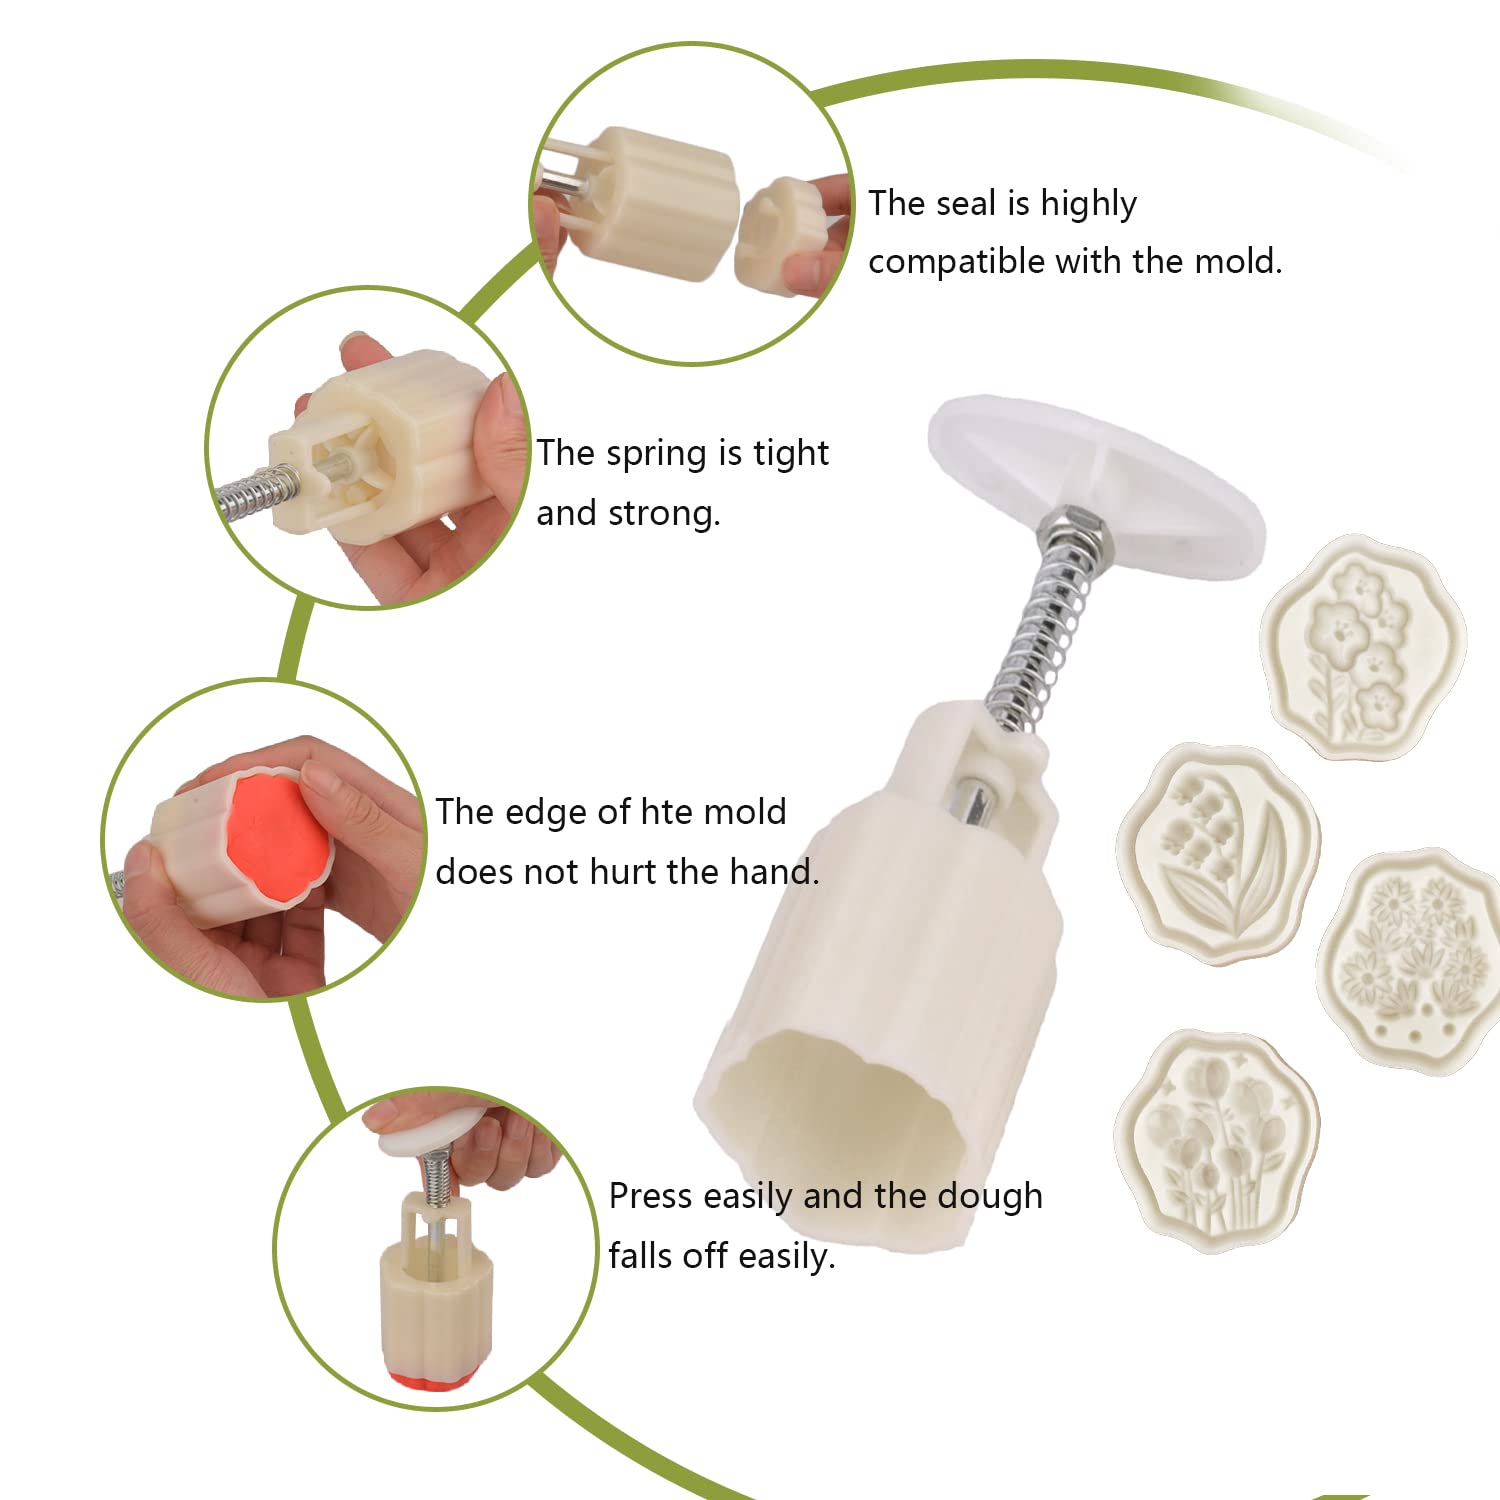 The seal is highly
compatible with the mold.
The spring is tight
and strong.
The edge of hte mold
does not hurt the hand.
Press easily and the dough
falls off easily.